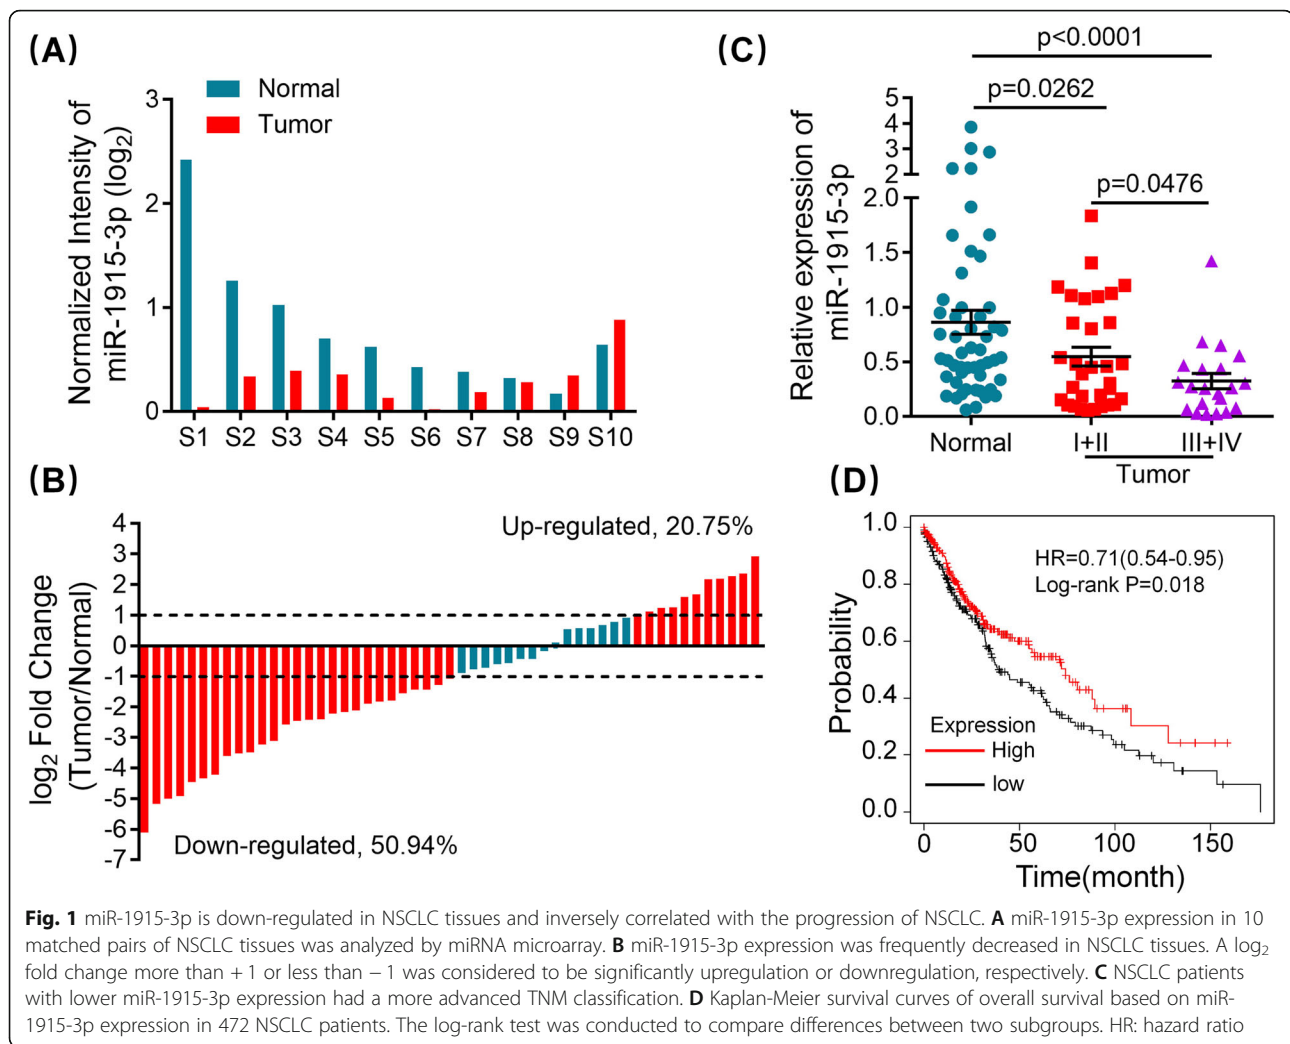 (A)
Normal
Tumor
Normalized Intensity of
miR-1915-3p (log2)
3
2
1
0
S1 S2 S3 S4 S5 S6 S7 S8 S9 S10
(B)
log2 Fold Change
(Tumor/Normal)
4
3
2
1
0
-1
-2
-3
-4
-5
-6
-7
Up-regulated, 20.75%
Down-regulated, 50.94%
(C)
p<0.0001
p=0.0262
p=0.0476
Relative expression of
miR-1915-3p
5
4
3
2
2.0
1.5
1.0
0.5
0.0
Normal I+II III+IV
Tumor
(D)
Probability
1.0
0.8
0.6
0.4
0.2
0.0
HR=0.71(0.54-0.95)
Log-rank P=0.018
Expression
High
low
0 50 100 150
Time(month)
Fig. 1 miR-1915-3p is down-regulated in NSCLC tissues and inversely correlated with the progression of NSCLC. A miR-1915-3p expression in 10
matched pairs of NSCLC tissues was analyzed by miRNA microarray. B miR-1915-3p expression was frequently decreased in NSCLC tissues. A log2
fold change more than + 1 or less than − 1 was considered to be significantly upregulation or downregulation, respectively. C NSCLC patients
with lower miR-1915-3p expression had a more advanced TNM classification. D Kaplan-Meier survival curves of overall survival based on miR-
1915-3p expression in 472 NSCLC patients. The log-rank test was conducted to compare differences between two subgroups. HR: hazard ratio